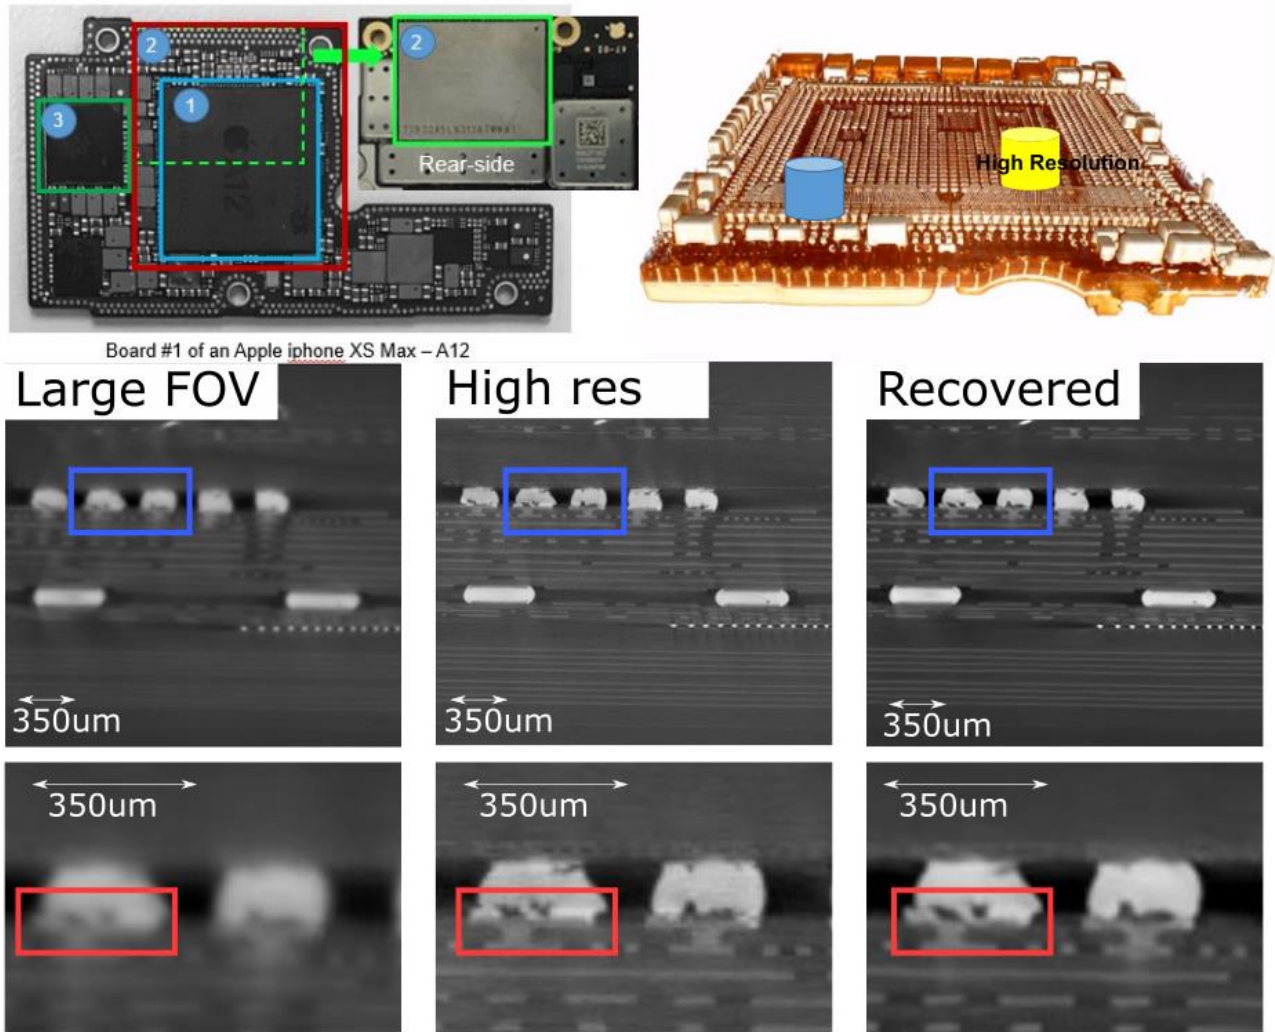 2
1
3
A12
2
Rear-side
High Resolution
Board #1 of an Apple iphone XS Max – A12
Large FOV
High res
Recovered
350um
350um
350um
350um
350um
350um